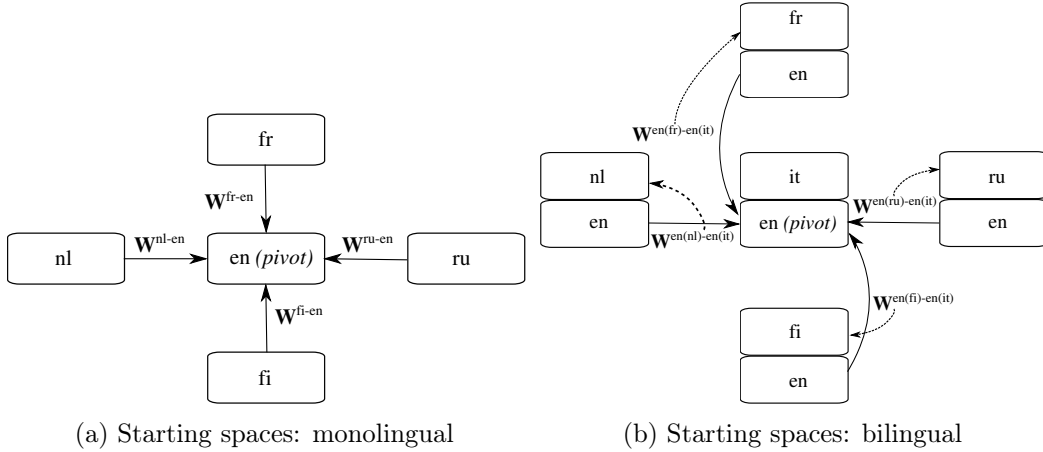 fr
W^fr-en
nl
W^nl-en
en (pivot)
W^ru-en
ru
W^fi-en
fi
(a) Starting spaces: monolingual
fr
en
W^en(fr)-en(it)
nl
en
W^en(nl)-en(it)
it
en (pivot)
W^en(ru)-en(it)
ru
en
W^en(fi)-en(it)
fi
en
(b) Starting spaces: bilingual